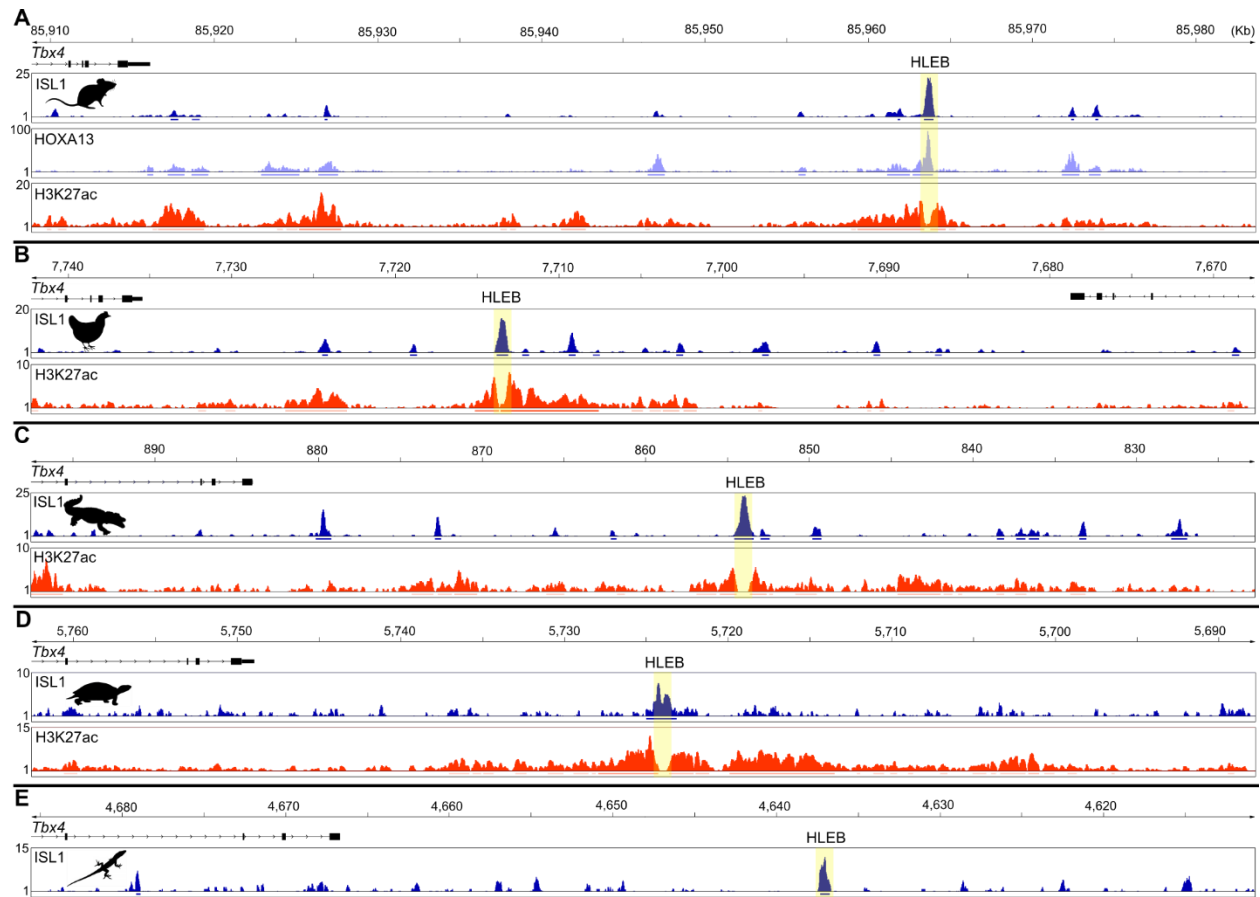 A
85,910 85,920 85,930 85,940 85,950 85,960 85,970 85,980 (Kb)
Tbx4
HLEB
25
ISL1
1
100
HOXA13
1
20
H3K27ac
1
B
7,740 7,730 7,720 7,710 7,700 7,690 7,680 7,670
Tbx4
HLEB
20
ISL1
1
10
H3K27ac
1
C
890 880 870 860 850 840 830
Tbx4
HLEB
25
ISL1
1
10
H3K27ac
1
D
5,760 5,750 5,740 5,730 5,720 5,710 5,700 5,690
Tbx4
HLEB
10
ISL1
1
15
H3K27ac
1
E
4,680 4,670 4,660 4,650 4,640 4,630 4,620
Tbx4
HLEB
15
ISL1
1